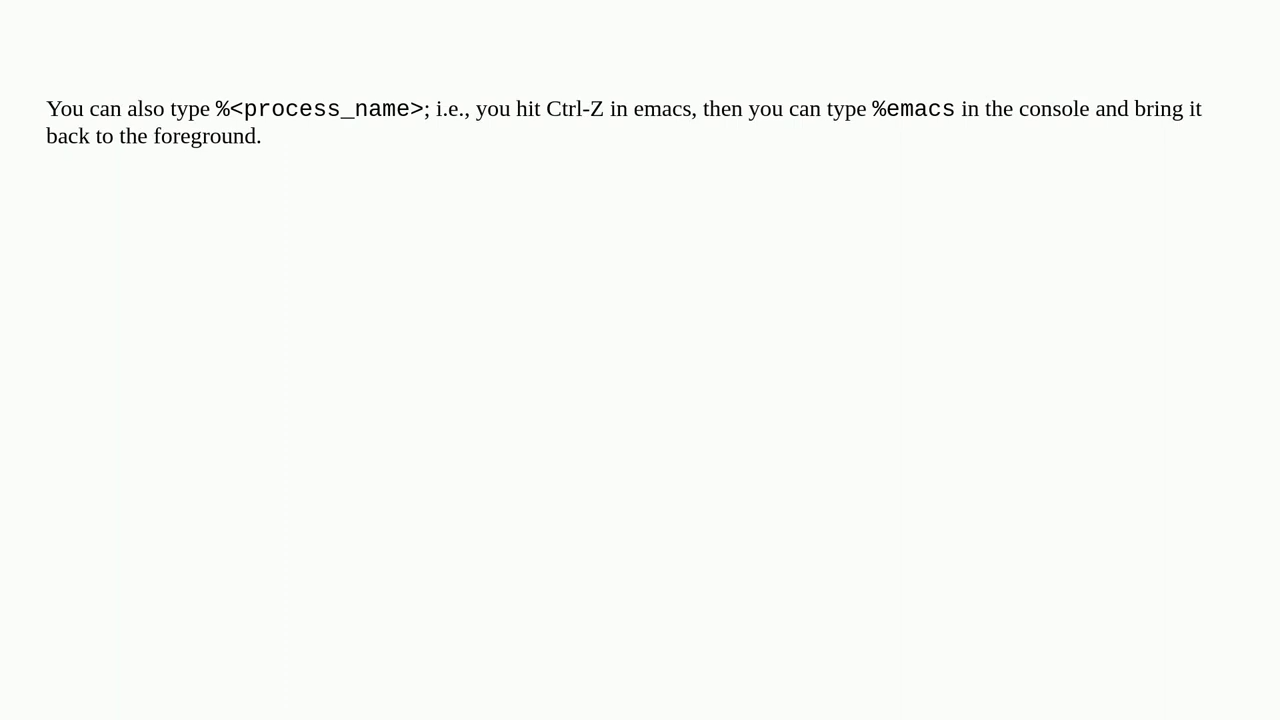 You can also type %<process_name>; i.e., you hit Ctrl-Z in emacs, then you can type %emacs in the console and bring it
back to the foreground.